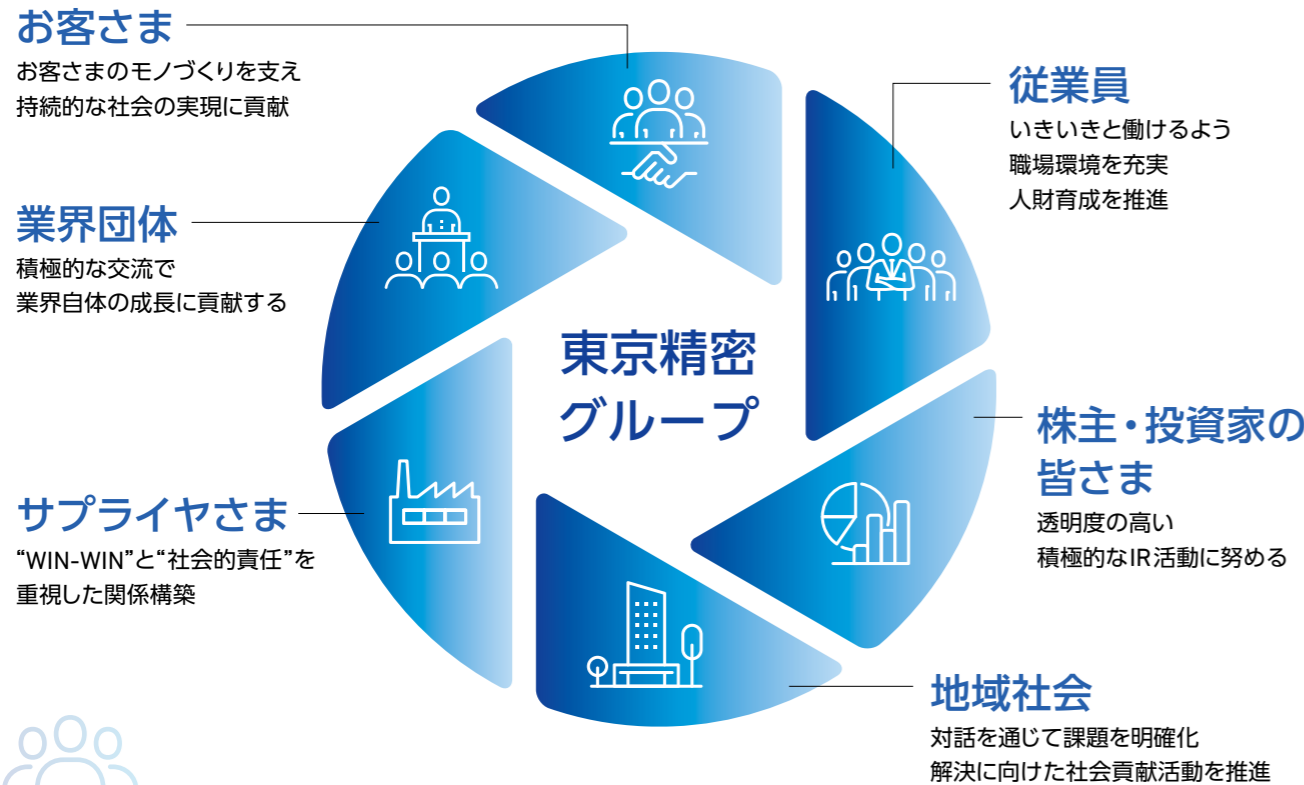 お客さま
お客さまのモノづくりを支え
持続的な社会の実現に貢献
従業員
いきいきと働けるよう
職場環境を充実
人財育成を推進
業界団体
積極的な交流で
業界自体の成長に貢献する
東京精密
グループ
株主・投資家の
皆さま
透明度の高い
積極的なIR活動に努める
サプライヤさま
“WIN-WIN”と“社会的責任”を
重視した関係構築
地域社会
対話を通じて課題を明確化
解決に向けた社会貢献活動を推進